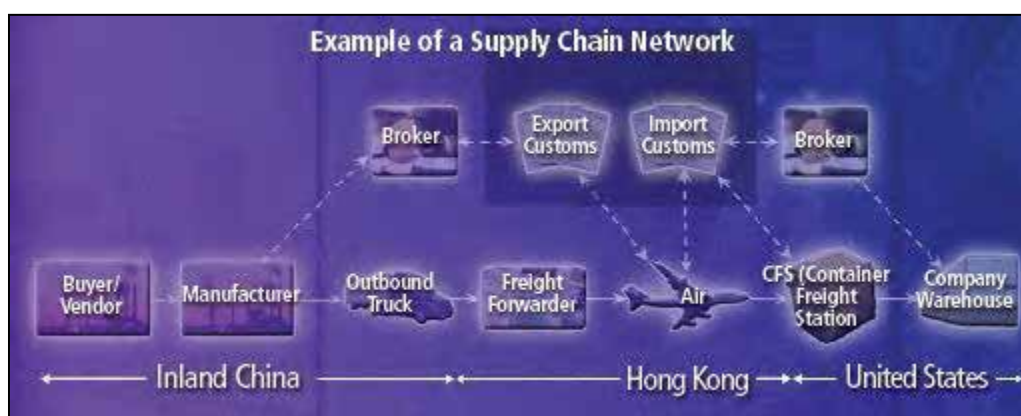 Example of a Supply Chain Network
Broker
Export
Customs
Import
Customs
Broker
Buyer/
Vendor
Manufacturer
Outbound
Truck
Freight
Forwarder
Air
CFS (Container
Freight
Station
Company
Warehouse
Inland China
Hong Kong
United States